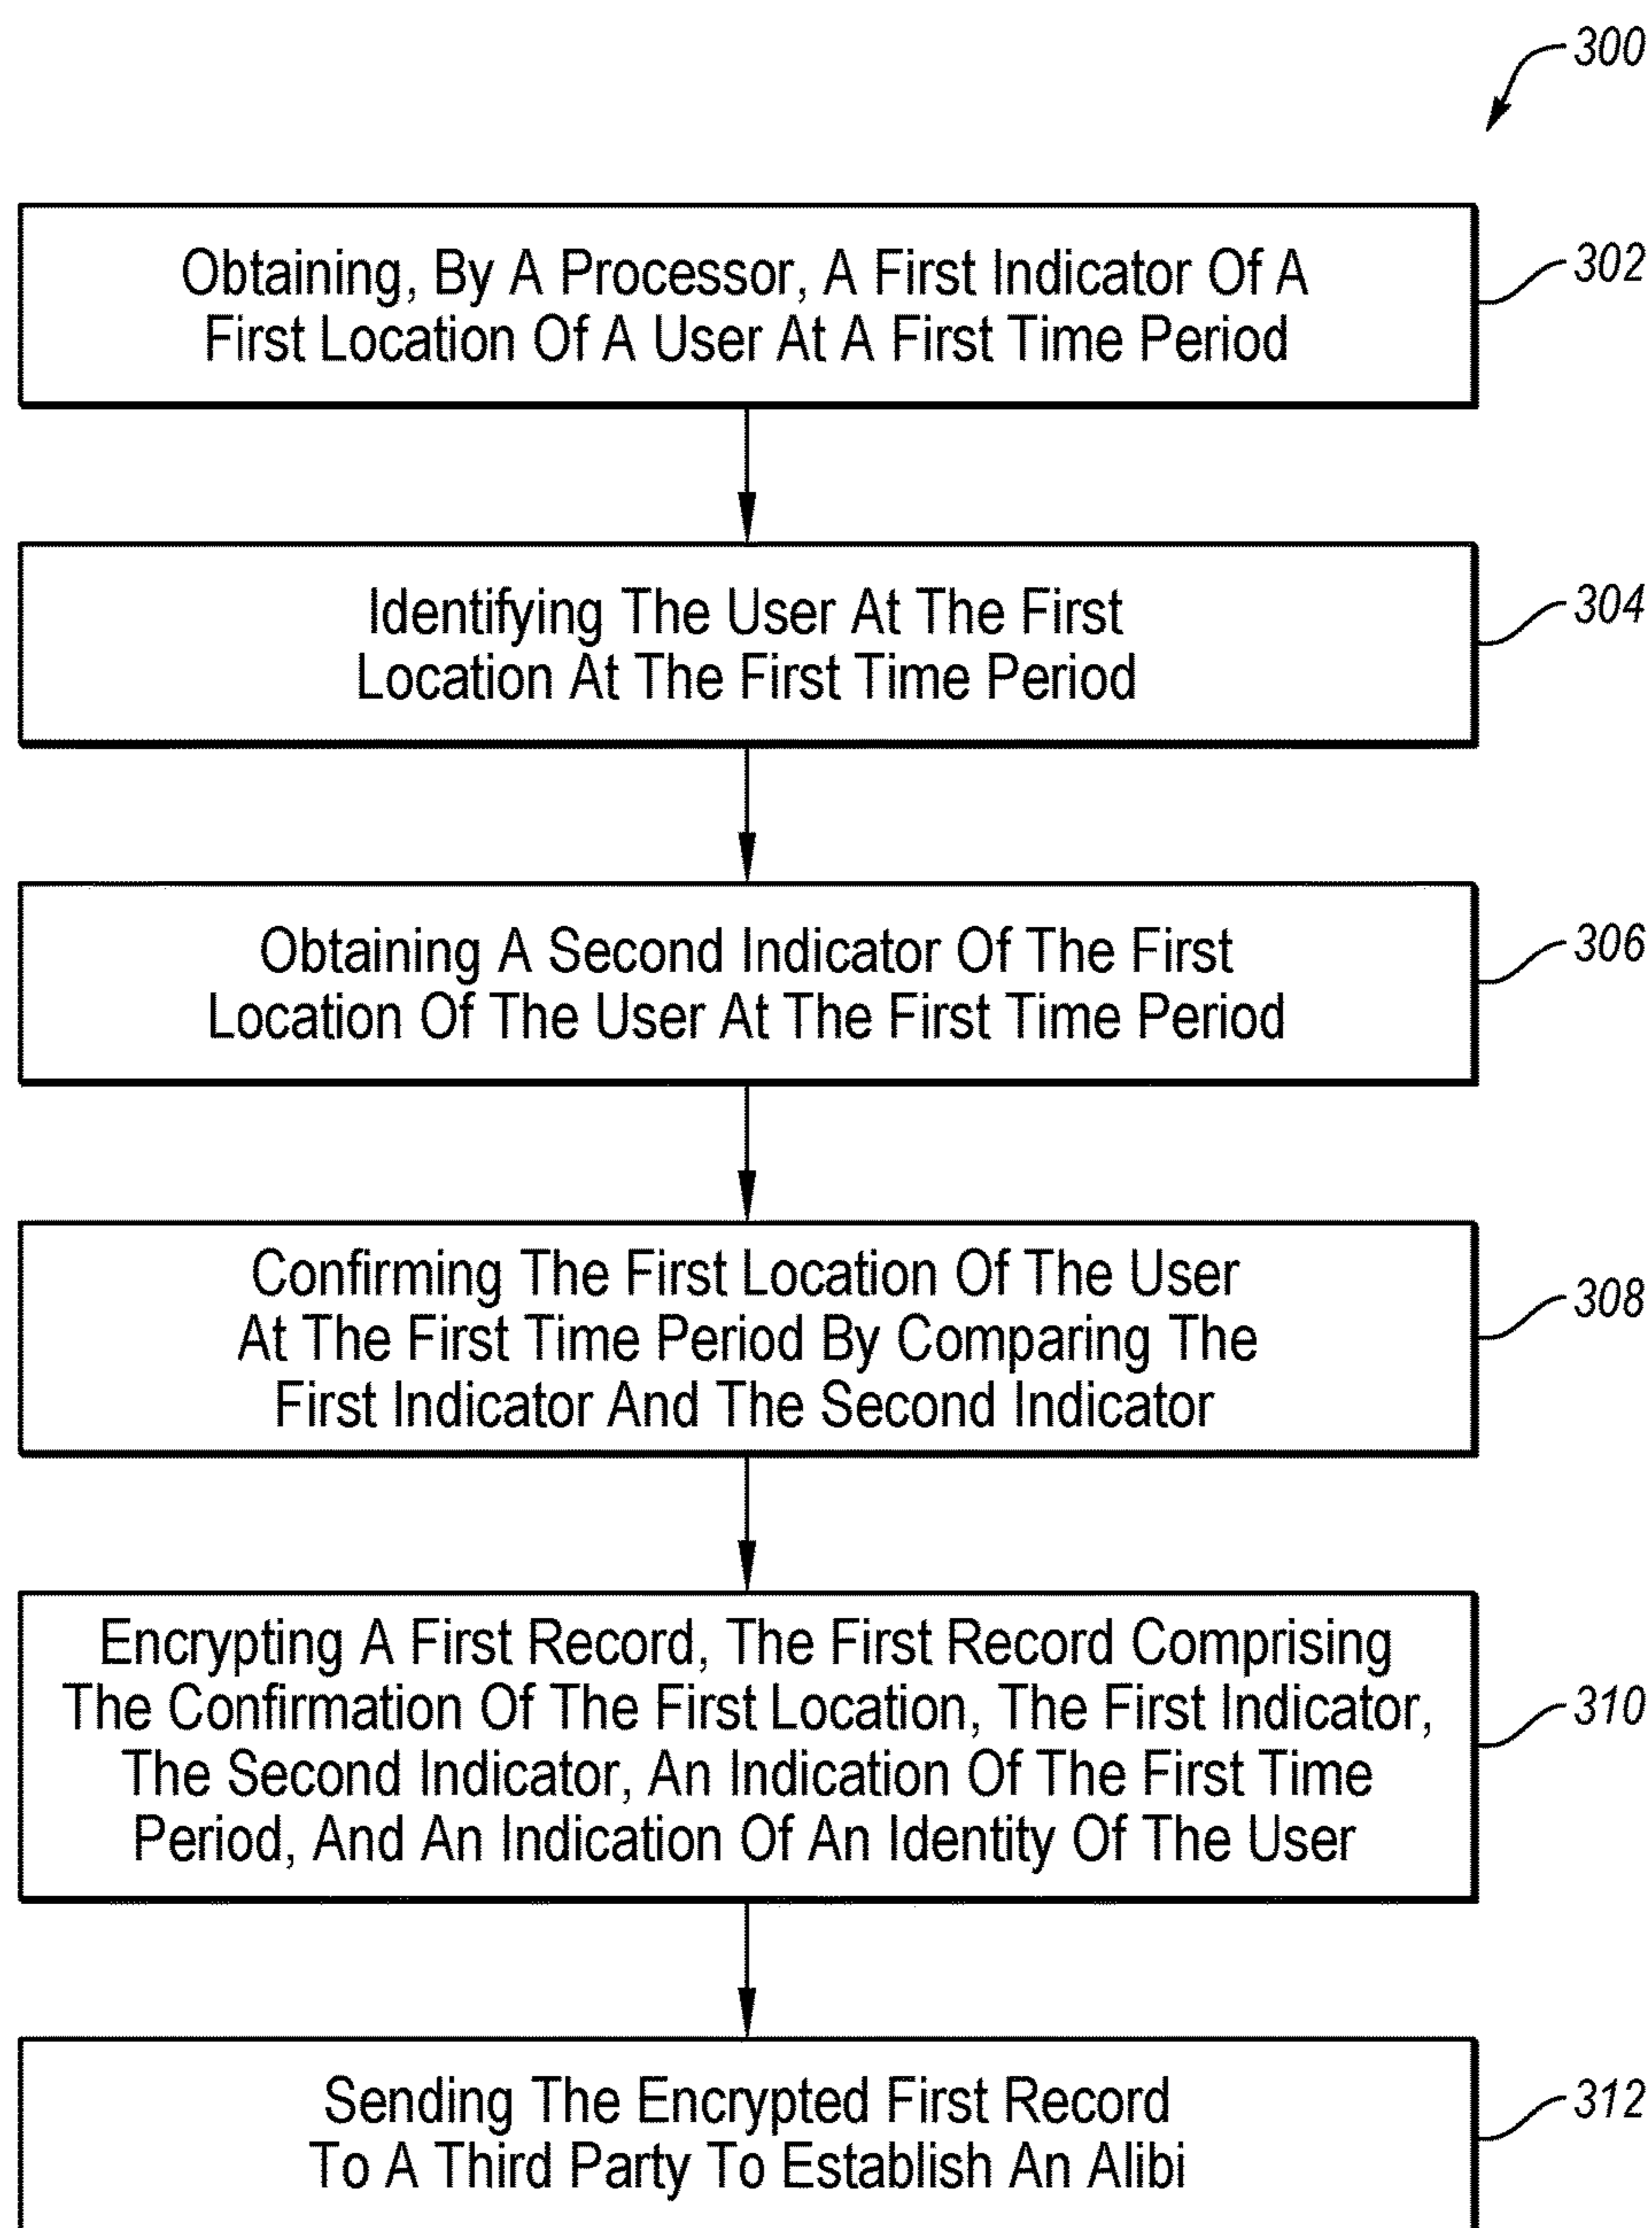 300
Obtaining, By A Processor, A First Indicator Of A
First Location Of A User At A First Time Period
302
Identifying The User At The First
Location At The First Time Period
304
Obtaining A Second Indicator Of The First
Location Of The User At The First Time Period
306
Confirming The First Location Of The User
At The First Time Period By Comparing The
First Indicator And The Second Indicator
308
Encrypting A First Record, The First Record Comprising
The Confirmation Of The First Location, The First Indicator,
The Second Indicator, An Indication Of The First Time
Period, And An Indication Of An Identity Of The User
310
Sending The Encrypted First Record
To A Third Party To Establish An Alibi
312